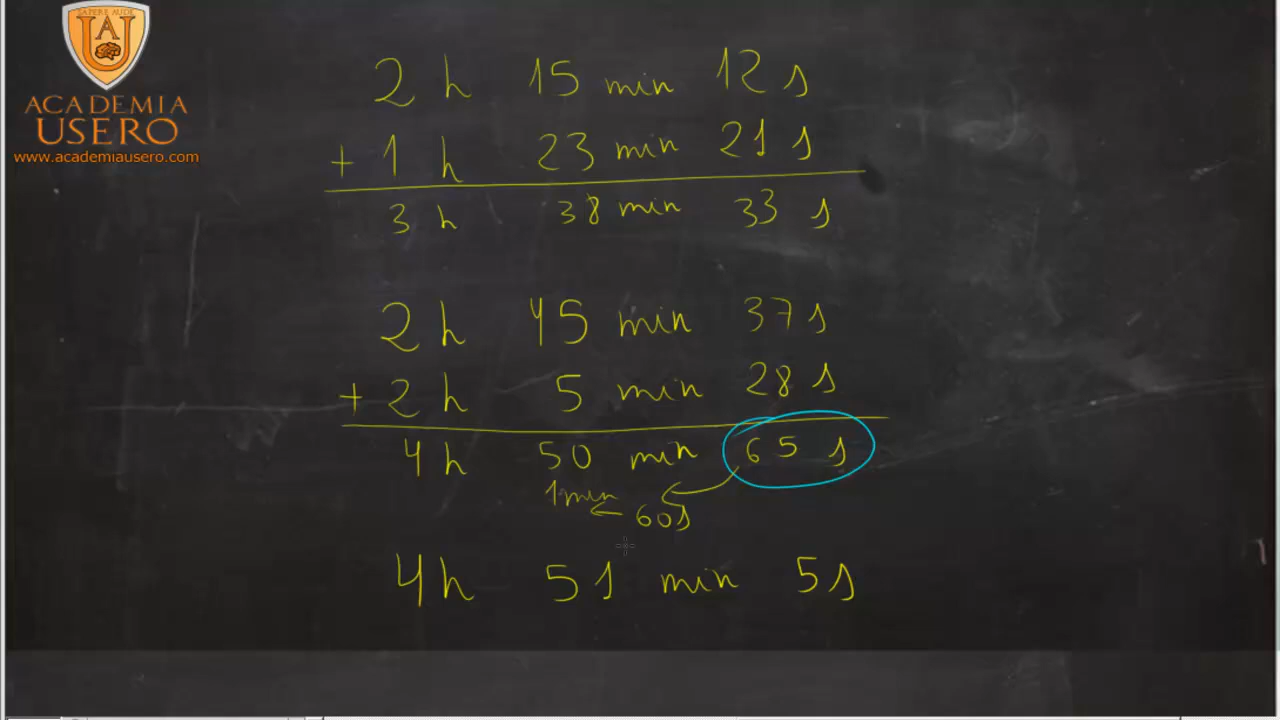 SAPERE AUDE
ACADEMIA
USERO
www.academiausero.com
2 h 15 min 12 s
+ 1 h 23 min 21 s
3 h 38 min 33 s
2 h 45 min 37 s
+ 2 h 5 min 28 s
4 h 50 min 65 s
1 min ← 60 s
4 h 51 min 5 s